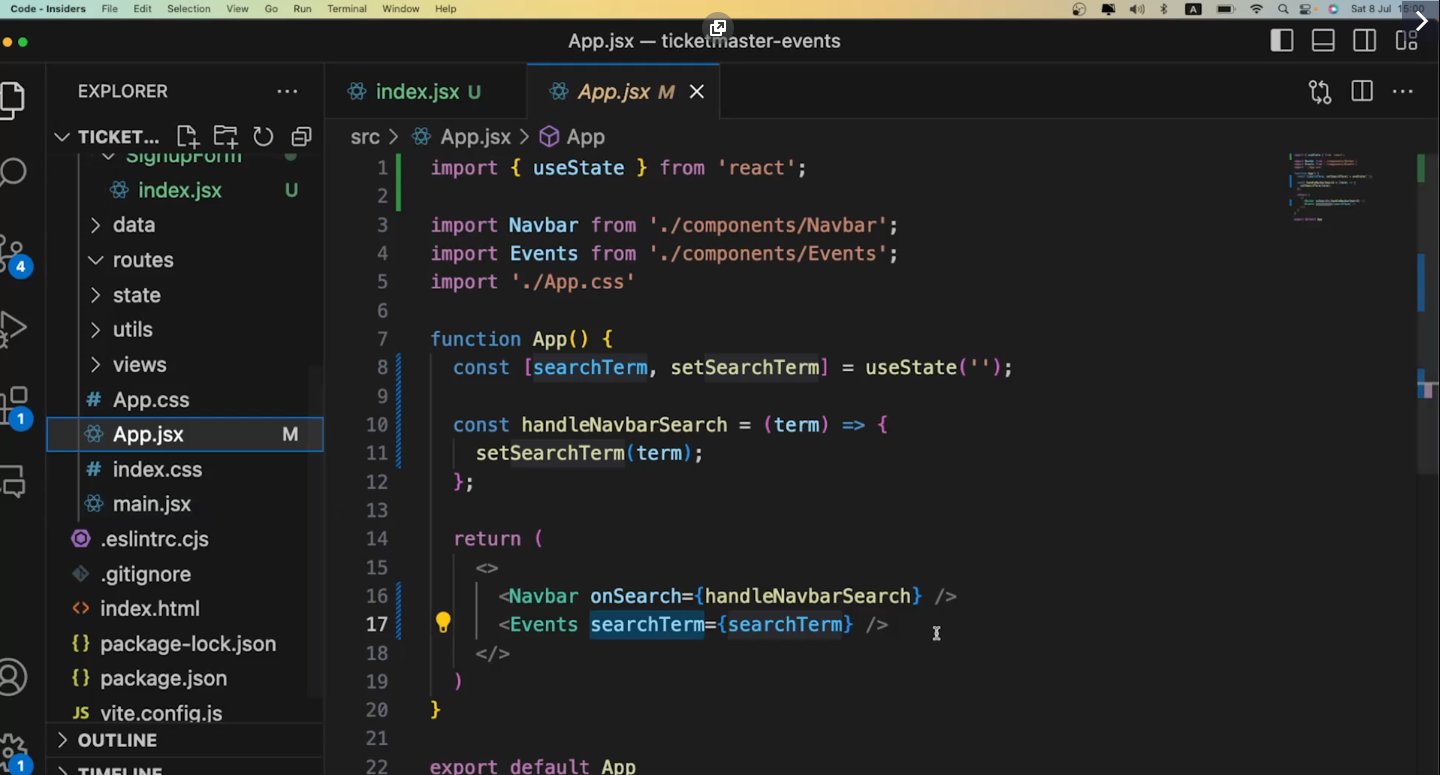 Code - Insiders File Edit Selection View Go Run Terminal Window Help A Sat 8 Jul 15:00
App.jsx — ticketmaster-events
EXPLORER ···
index.jsx U
App.jsx M
TICKET...
src > App.jsx > App
SignupForm
index.jsx U
data
routes
state
utils
views
# App.css
App.jsx M
# index.css
main.jsx
.eslintrc.cjs
.gitignore
<> index.html
{} package-lock.json
{} package.json
JS vite.config.js
OUTLINE
TIMELINE
4
1
1
1 import { useState } from 'react';
2
3 import Navbar from './components/Navbar';
4 import Events from './components/Events';
5 import './App.css'
6
7 function App() {
8 const [searchTerm, setSearchTerm] = useState('');
9
10 const handleNavbarSearch = (term) => {
11 setSearchTerm(term);
12 };
13
14 return (
15 <>
16 <Navbar onSearch={handleNavbarSearch} />
17 <Events searchTerm={searchTerm} />
18 </>
19 )
20 }
21
22 export default App